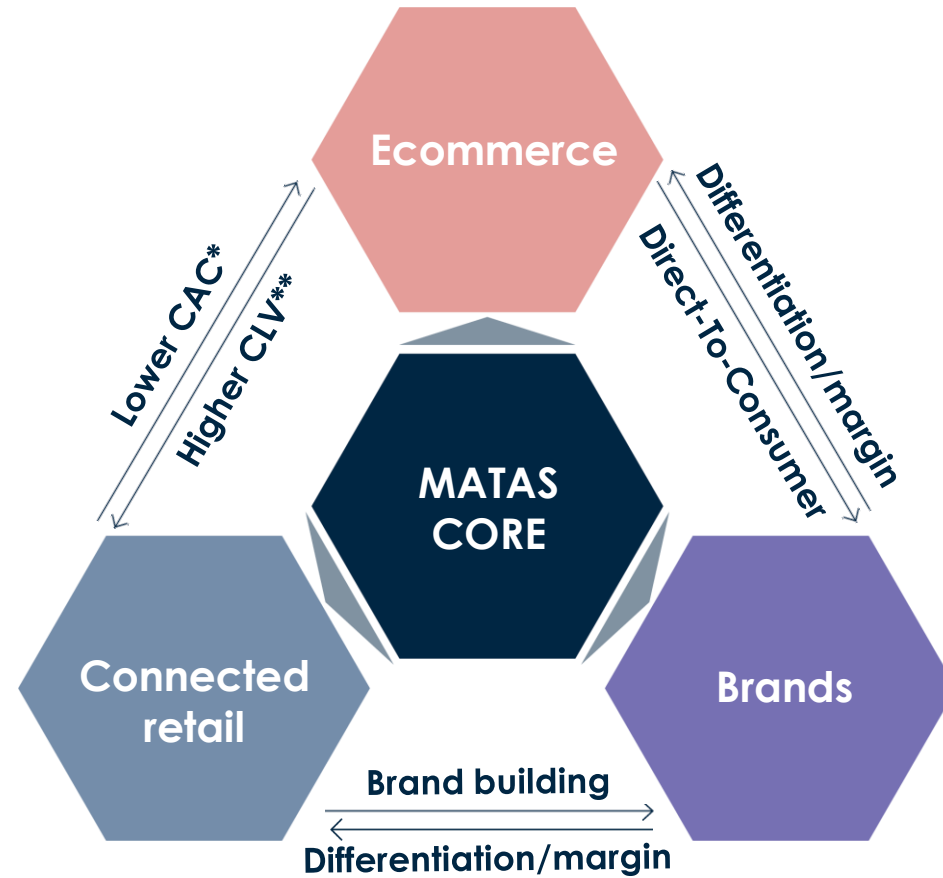 Ecommerce
Lower CAC*
Higher CLV**
Differentiation/margin
Direct-To-Consumer
MATAS
CORE
Connected
retail
Brands
Brand building
Differentiation/margin